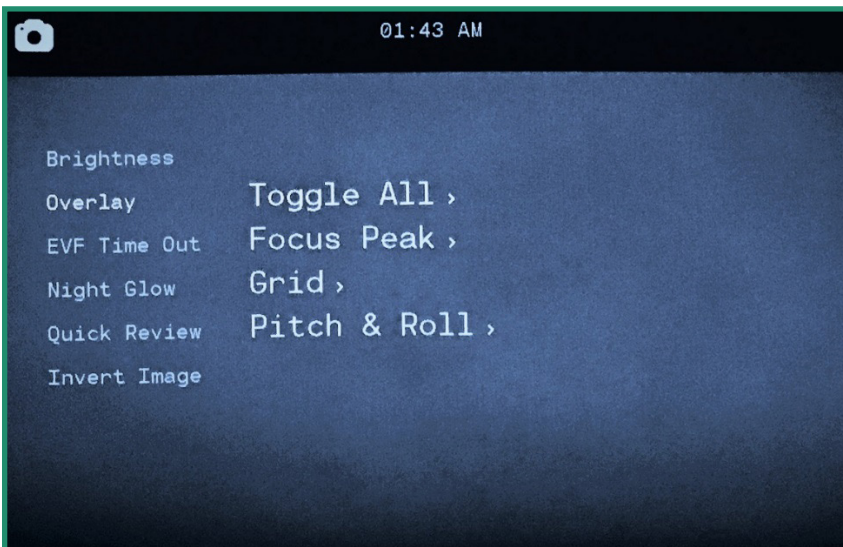 01:43 AM
Brightness
Overlay
EVF Time Out
Night Glow
Quick Review
Invert Image
Toggle All ›
Focus Peak ›
Grid ›
Pitch & Roll ›